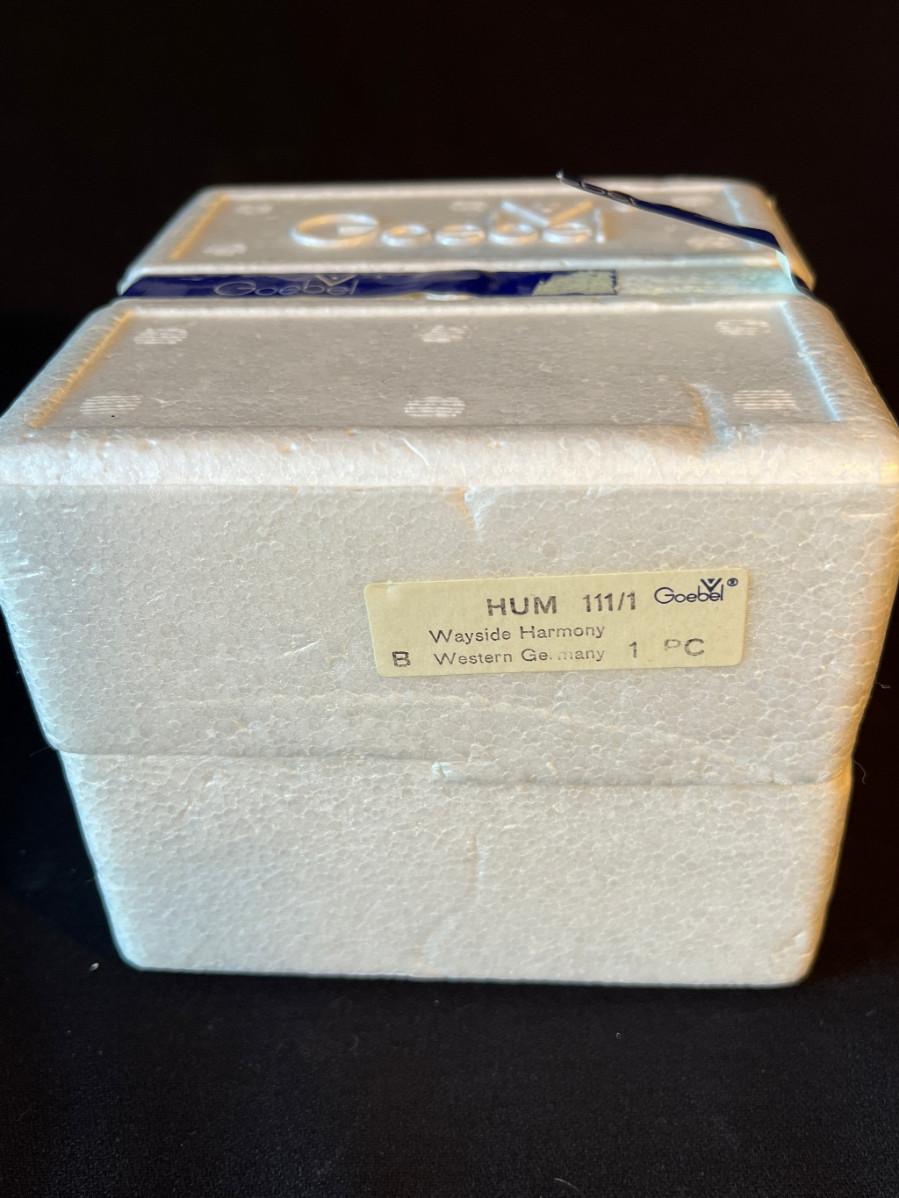 Goebel
Goebel
HUM 111/1 Goebel®
Wayside Harmony
B Western Germany 1 PC